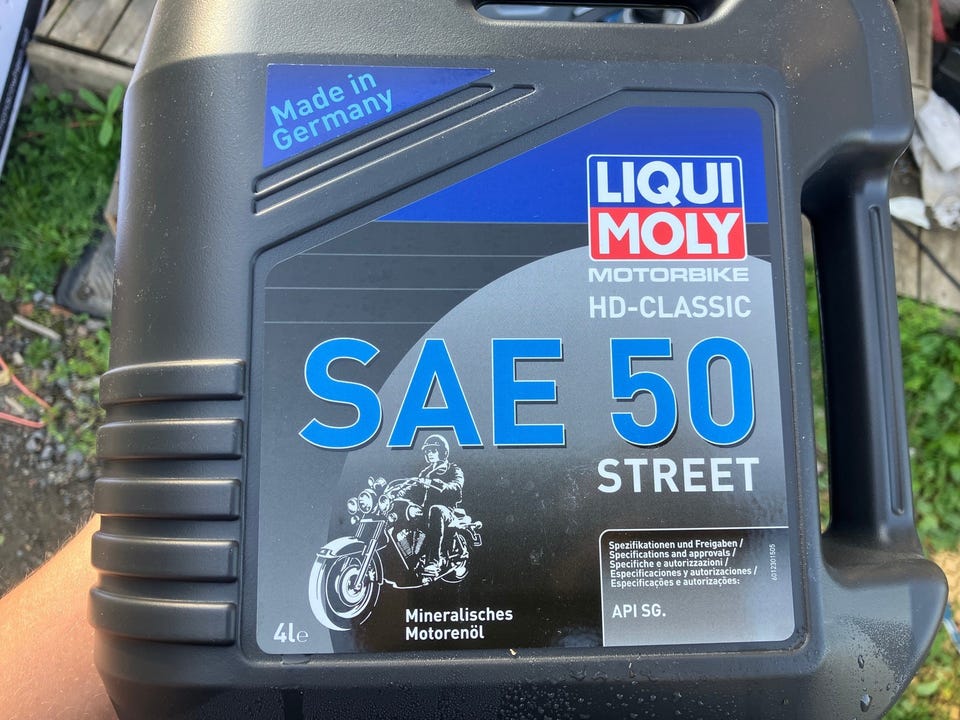 Made in
Germany
LIQUI
MOLY
MOTORBIKE
HD-CLASSIC
SAE 50
STREET
Spezifikationen und Freigaben /
Specifications and approvals /
Specifiche e autorizzazioni /
Especificaciones y autorizaciones /
Especificações e autorizações:
API SG.
6012301505
Mineralisches
Motorenöl
4l e